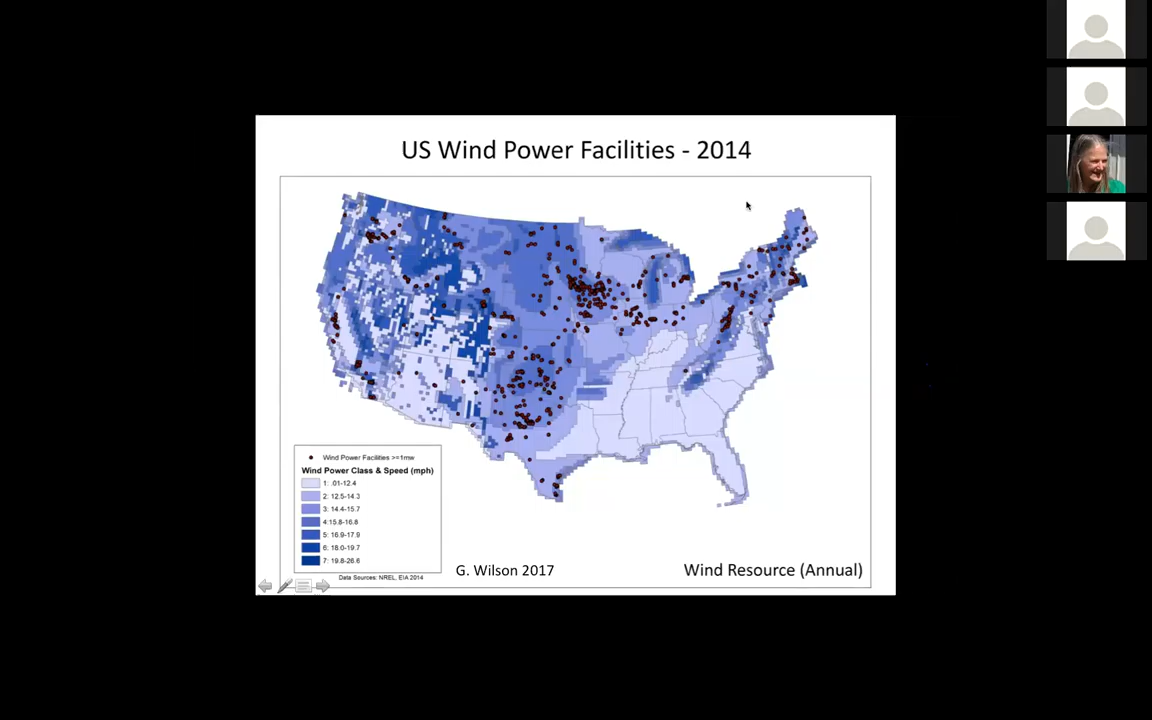 US Wind Power Facilities - 2014
Wind Power Facilities >=1mw
Wind Power Class & Speed (mph)
1: .01-12.4
2: 12.5-14.3
3: 14.4-15.7
4:15.8-16.8
5: 16.9-17.9
6: 18.0-19.7
7: 19.8-26.6
Data Sources: NREL, EIA 2014
G. Wilson 2017
Wind Resource (Annual)